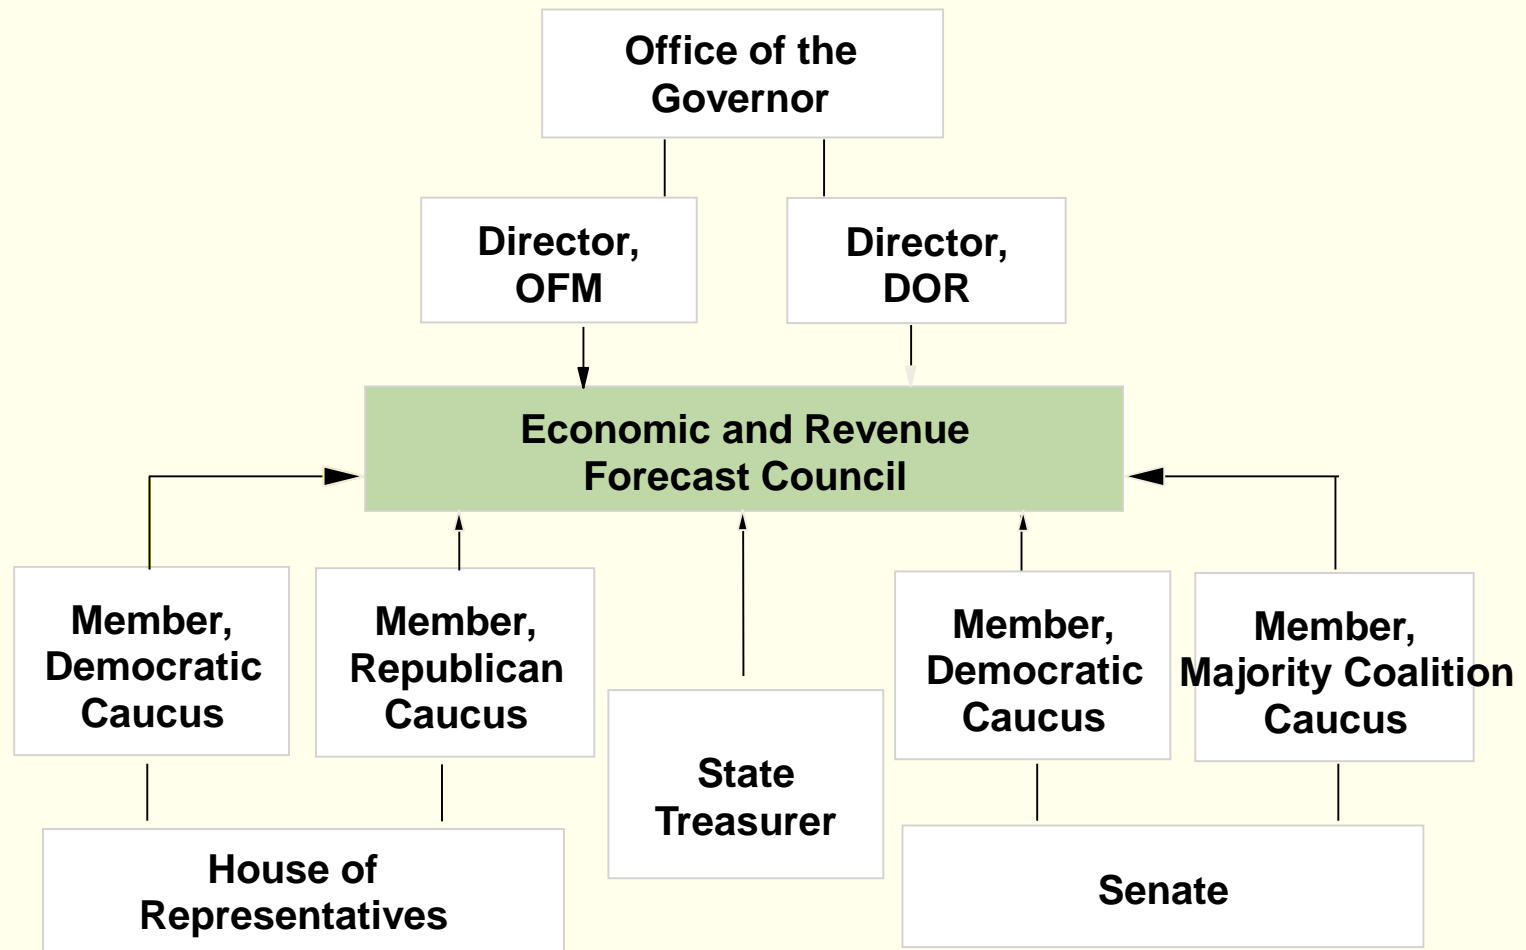 Office of the
Governor
Director,
OFM
Director,
DOR
Economic and Revenue
Forecast Council
Member,
Democratic
Caucus
Member,
Republican
Caucus
State
Treasurer
Member,
Democratic
Caucus
Member,
Majority Coalition
Caucus
House of
Representatives
Senate